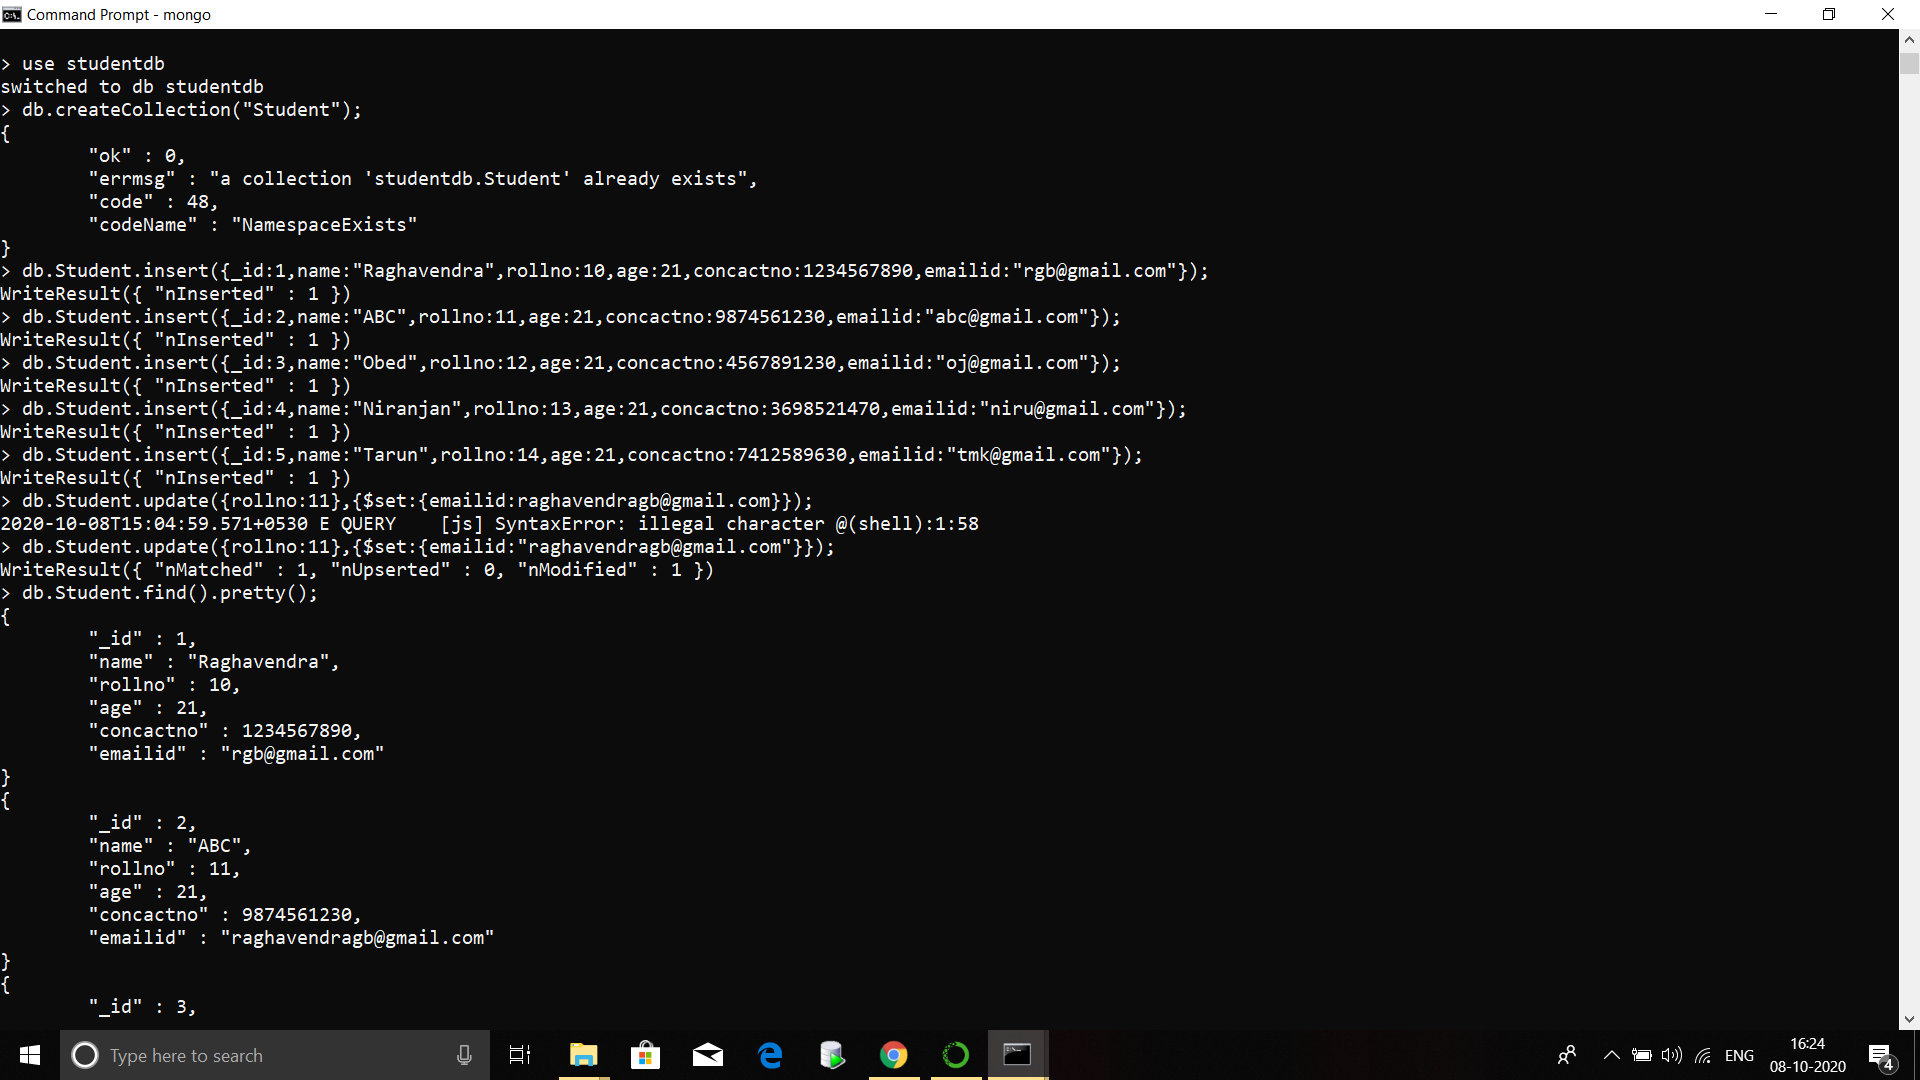 Command Prompt - mongo
> use studentdb
switched to db studentdb
> db.createCollection("Student");
{
        "ok" : 0,
        "errmsg" : "a collection 'studentdb.Student' already exists",
        "code" : 48,
        "codeName" : "NamespaceExists"
}
> db.Student.insert({_id:1,name:"Raghavendra",rollno:10,age:21,concactno:1234567890,emailid:"rgb@gmail.com"});
WriteResult({ "nInserted" : 1 })
> db.Student.insert({_id:2,name:"ABC",rollno:11,age:21,concactno:9874561230,emailid:"abc@gmail.com"});
WriteResult({ "nInserted" : 1 })
> db.Student.insert({_id:3,name:"Obed",rollno:12,age:21,concactno:4567891230,emailid:"oj@gmail.com"});
WriteResult({ "nInserted" : 1 })
> db.Student.insert({_id:4,name:"Niranjan",rollno:13,age:21,concactno:3698521470,emailid:"niru@gmail.com"});
WriteResult({ "nInserted" : 1 })
> db.Student.insert({_id:5,name:"Tarun",rollno:14,age:21,concactno:7412589630,emailid:"tmk@gmail.com"});
WriteResult({ "nInserted" : 1 })
> db.Student.update({rollno:11},{$set:{emailid:raghavendragb@gmail.com}});
2020-10-08T15:04:59.571+0530 E QUERY    [js] SyntaxError: illegal character @(shell):1:58
> db.Student.update({rollno:11},{$set:{emailid:"raghavendragb@gmail.com"}});
WriteResult({ "nMatched" : 1, "nUpserted" : 0, "nModified" : 1 })
> db.Student.find().pretty();
{
        "_id" : 1,
        "name" : "Raghavendra",
        "rollno" : 10,
        "age" : 21,
        "concactno" : 1234567890,
        "emailid" : "rgb@gmail.com"
}
{
        "_id" : 2,
        "name" : "ABC",
        "rollno" : 11,
        "age" : 21,
        "concactno" : 9874561230,
        "emailid" : "raghavendragb@gmail.com"
}
{
        "_id" : 3,
Type here to search
ENG
16:24
08-10-2020
4